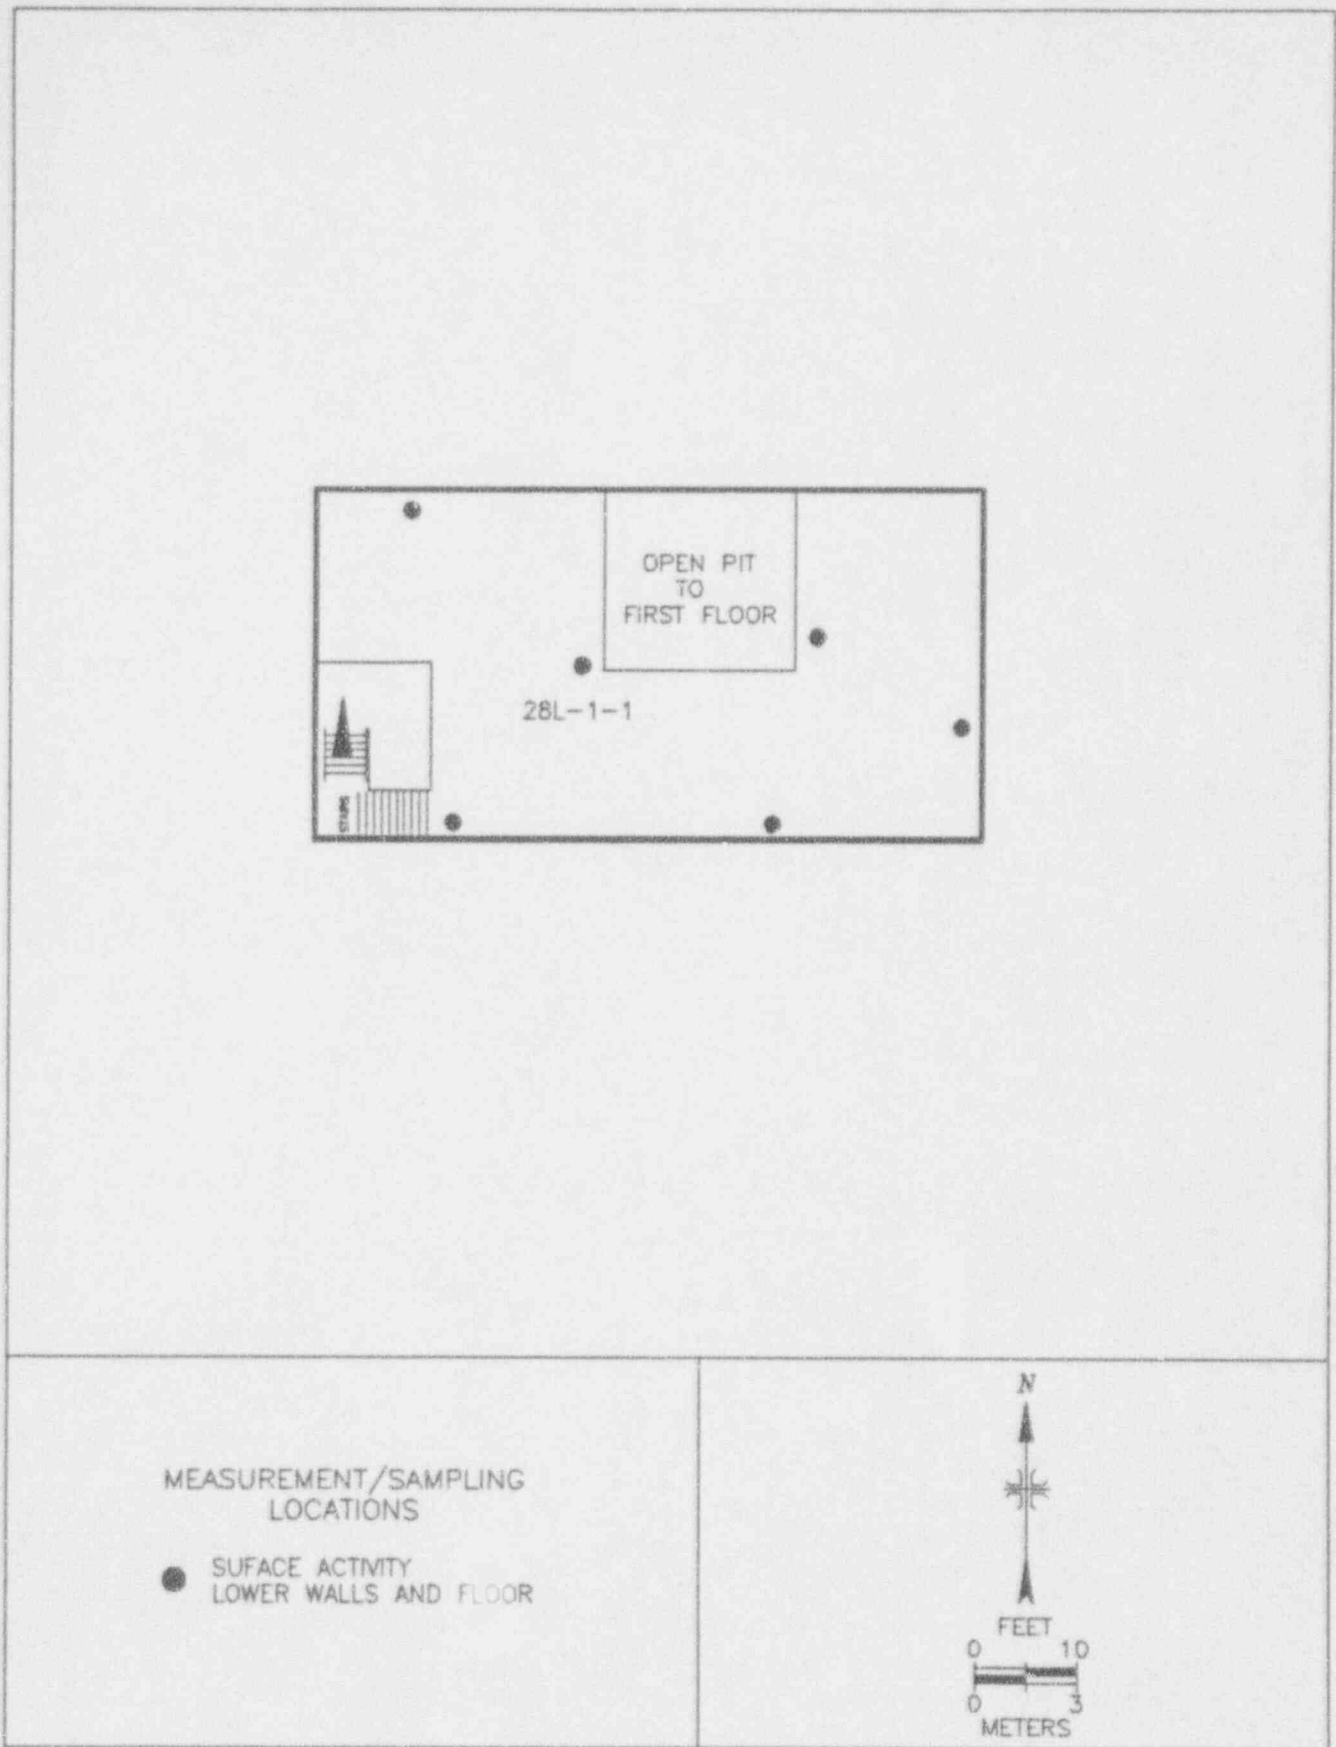 OPEN PIT
TO
FIRST FLOOR
28L-1-1
STAIRS
MEASUREMENT/SAMPLING
LOCATIONS
SUFACE ACTIVITY
LOWER WALLS AND FLOOR
N
FEET
0 10
0 3
METERS